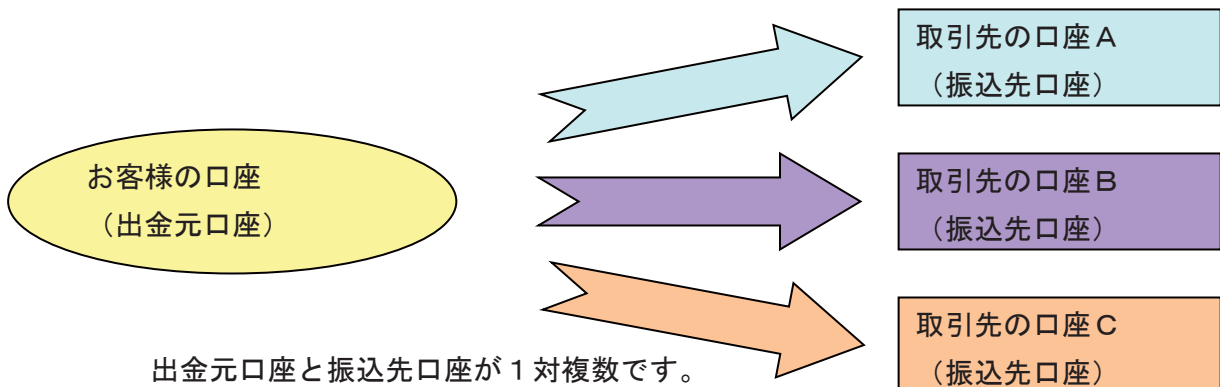 お客様の口座
（出金元口座）
取引先の口座Ａ
（振込先口座）
取引先の口座Ｂ
（振込先口座）
取引先の口座Ｃ
（振込先口座）
出金元口座と振込先口座が１対複数です。